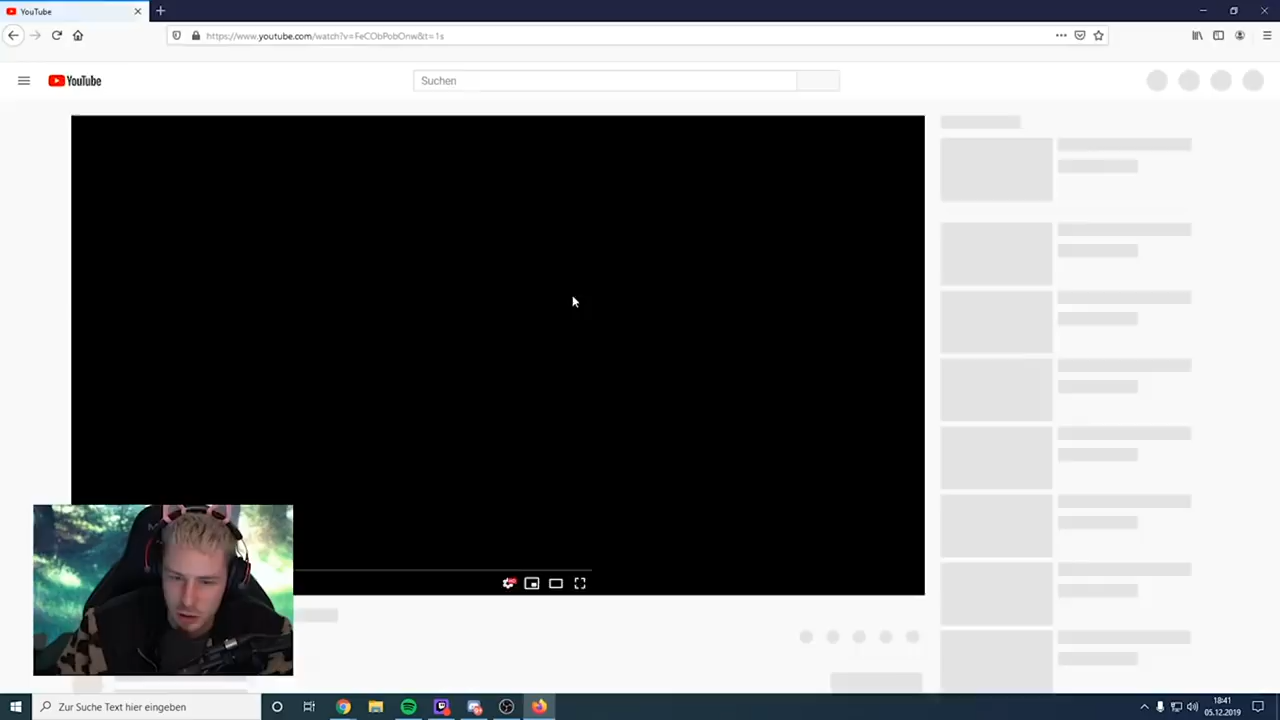 YouTube
https://www.youtube.com/watch?v=FeCObPobOnw&t=1s
YouTube
Suchen
Zur Suche Text hier eingeben
18:41
05.12.2019